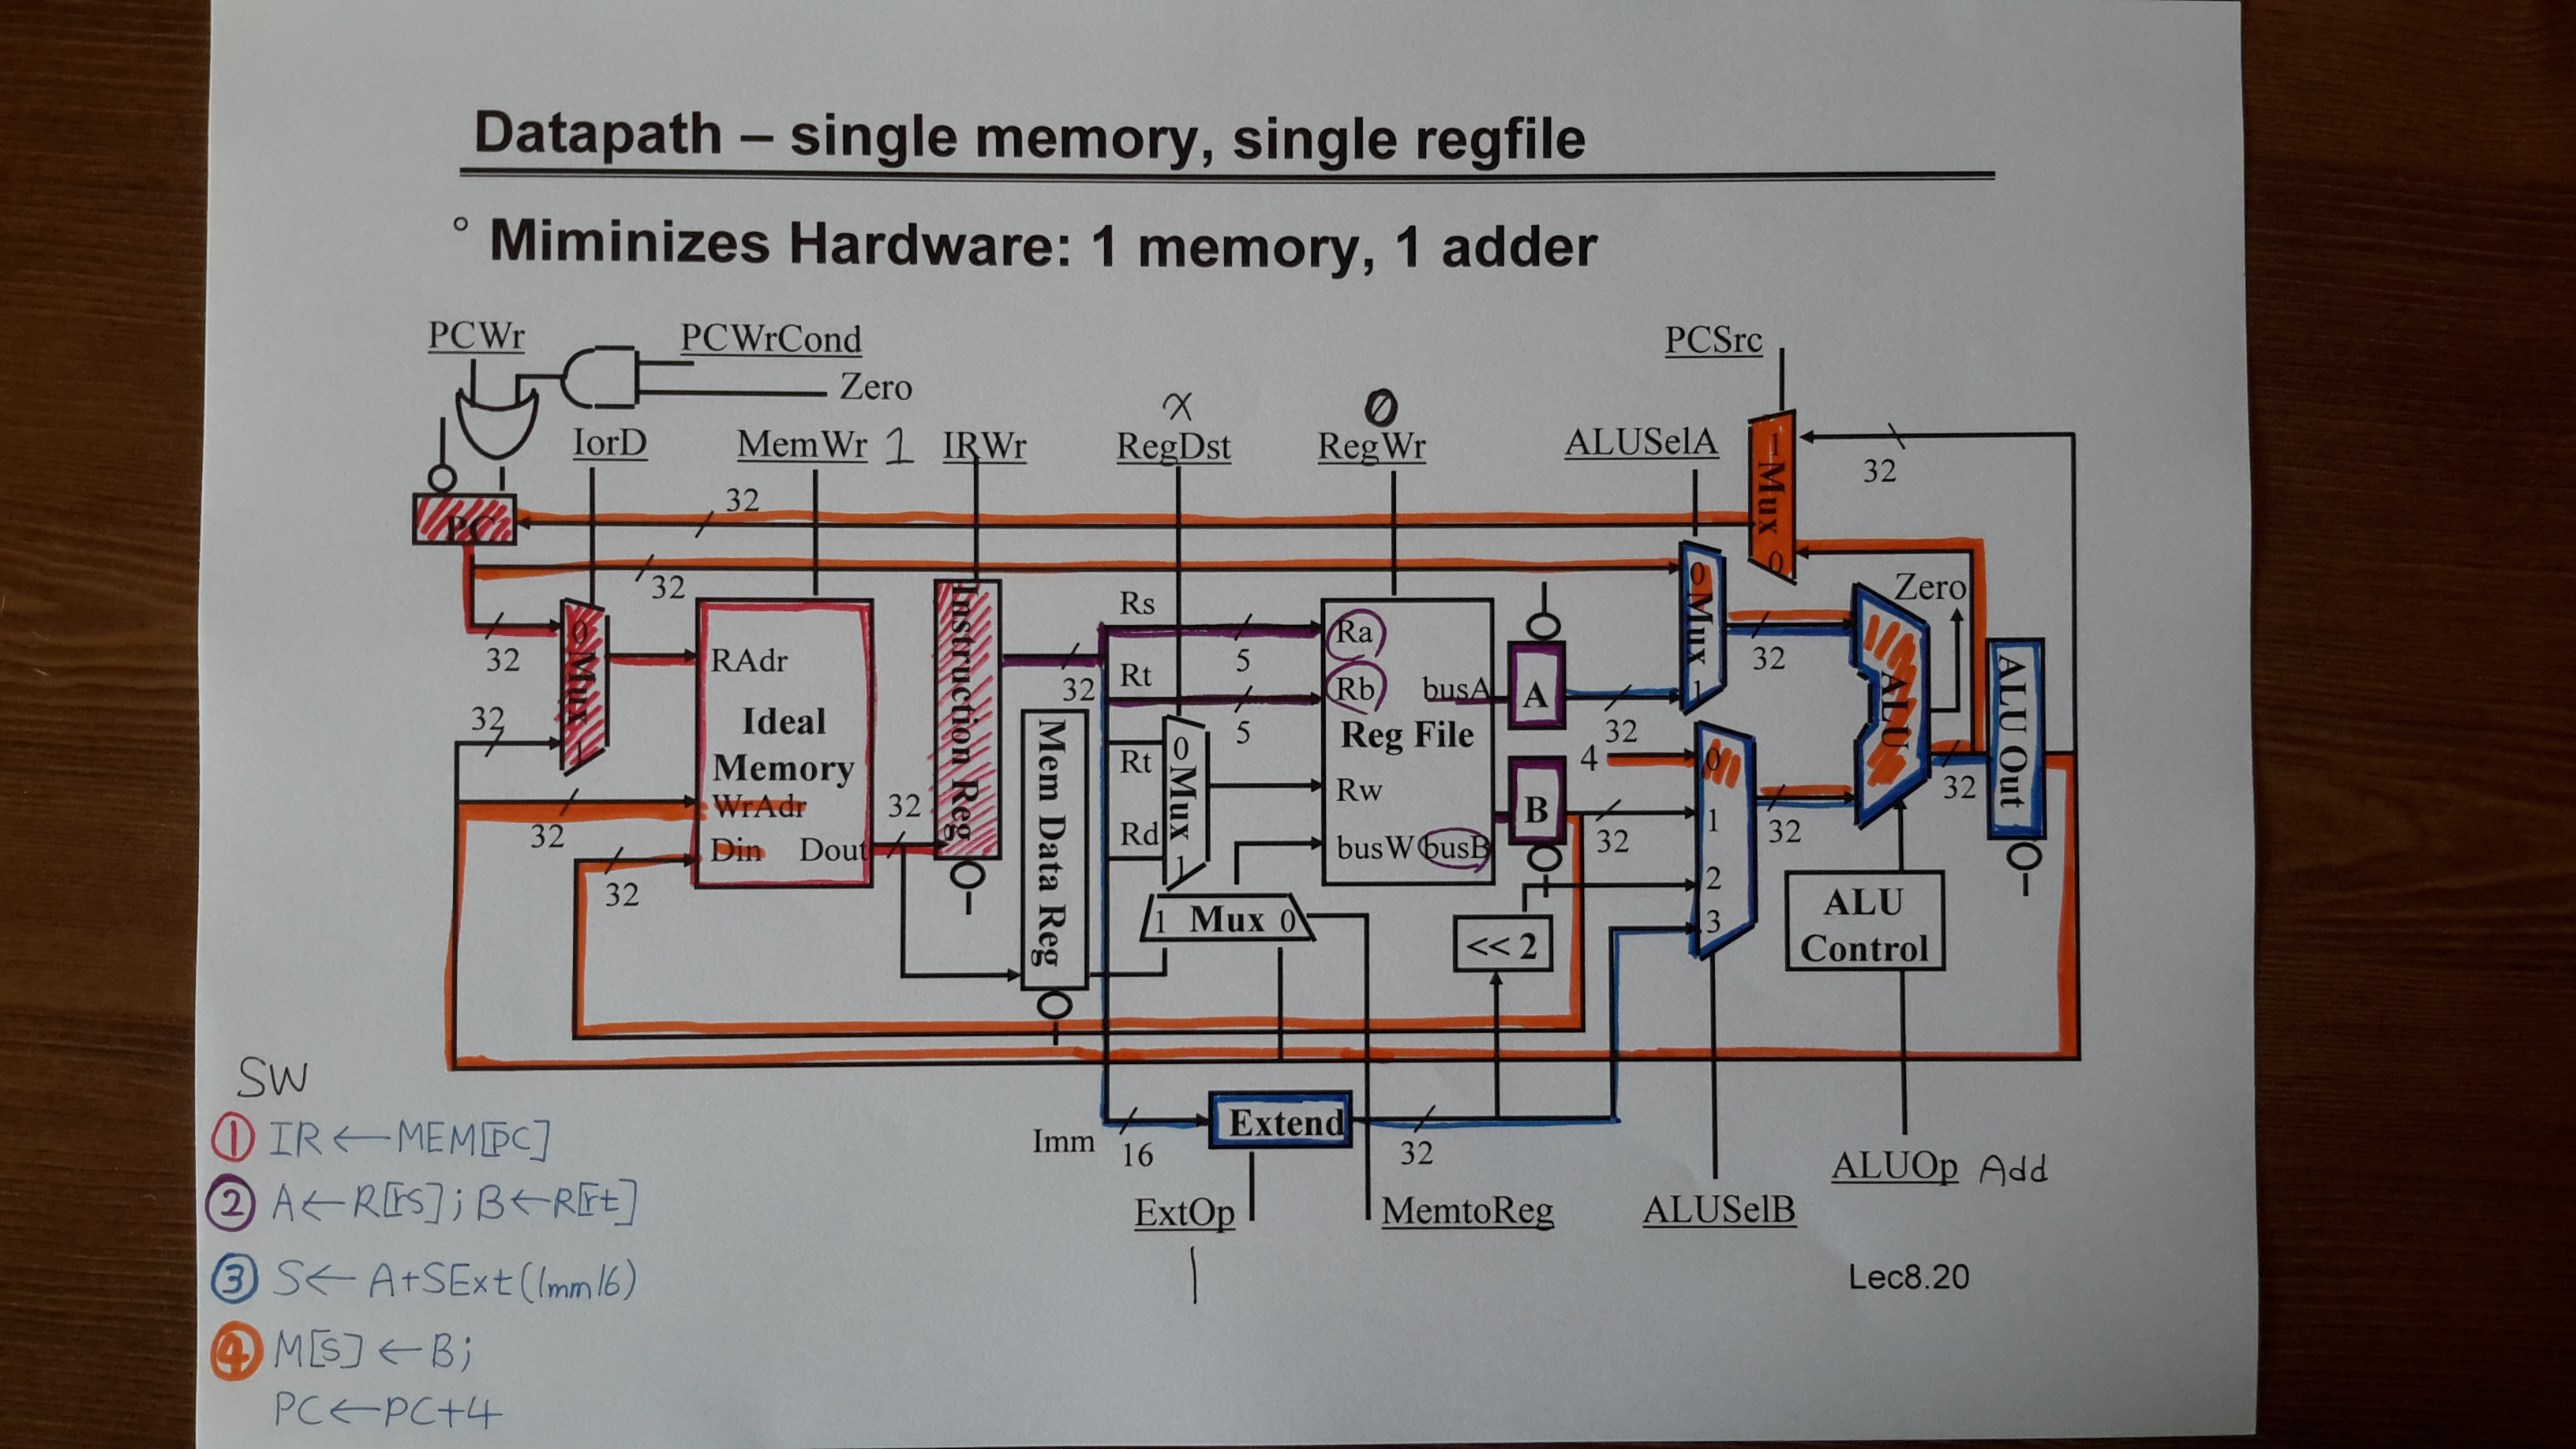 Datapath – single memory, single regfile
° Miminizes Hardware: 1 memory, 1 adder
PCWr
PCWrCond
Zero
PCSrc
IorD
MemWr 1
IRWr
x
RegDst
0
RegWr
ALUSelA
32
PC
32
32
1 Mux 0
Zero
0 Mux 1
32
32
RAdr
Ideal
Memory
WrAdr
Din
Dout
32
32
32
Instruction Reg
32
Mem Data Reg
Rs
5
Rt
5
Rt
Rd
0 Mux 1
Ra
Rb
busA
Reg File
Rw
busW
busB
1 Mux 0
A
B
32
4
32
<< 2
0 Mux 1
0
1
2
3
32
32
ALU
32
ALU Out
ALU
Control
Imm
16
Extend
32
ExtOp
1
MemtoReg
ALUSelB
ALUOp Add
Lec8.20
SW
① IR ← MEM[PC]
② A ← R[rs] ; B ← R[rt]
③ S ← A+SExt(Imm16)
④ M[S] ← B;
PC ← PC+4